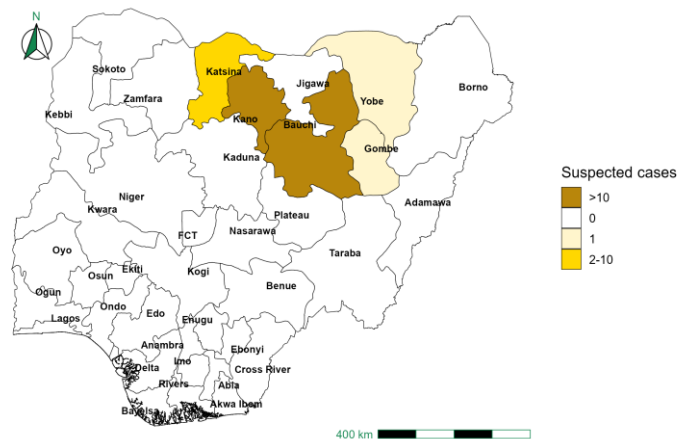 N
Sokoto
Katsina
Jigawa
Yobe
Borno
Zamfara
Kebbi
Kano
Bauchi
Gombe
Kaduna
Niger
Adamawa
Kwara
Plateau
FCT
Nasarawa
Taraba
Oyo
Osun
Ekiti
Kogi
Benue
Ogun
Ondo
Lagos
Edo
Enugu
Anambra
Ebonyi
Imo
Delta
Cross River
Rivers
Abia
Akwa Ibom
Bayelsa
Suspected cases
>10
0
1
2-10
400 km